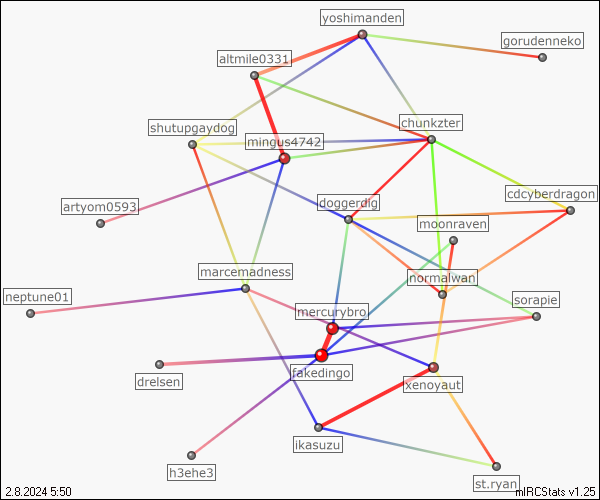 yoshimanden
gorudenneko
altmile0331
chunkzter
shutupgaydog
mingus4742
cdcyberdragon
artyom0593
doggerdig
moonraven
marcemadness
normalwan
neptune01
sorapie
mercurybro
fakedingo
drelsen
xenoyaut
ikasuzu
h3ehe3
st.ryan
2.8.2024 5:50
mIRCStats v1.25